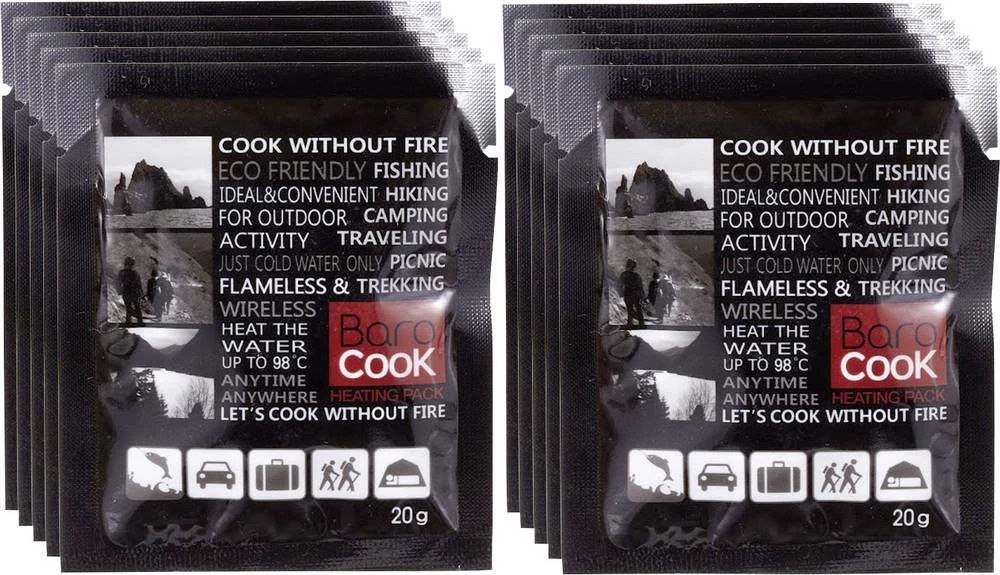 COOK WITHOUT FIRE
ECO FRIENDLY FISHING
IDEAL&CONVENIENT HIKING
FOR OUTDOOR CAMPING
ACTIVITY TRAVELING
JUST COLD WATER ONLY PICNIC
FLAMELESS & TREKKING
WIRELESS
HEAT THE
WATER
UP TO 98°C
ANYTIME
ANYWHERE
Baro
CooK
HEATING PACK
LET'S COOK WITHOUT FIRE
20g
COOK WITHOUT FIRE
ECO FRIENDLY FISHING
IDEAL&CONVENIENT HIKING
FOR OUTDOOR CAMPING
ACTIVITY TRAVELING
JUST COLD WATER ONLY PICNIC
FLAMELESS & TREKKING
WIRELESS
HEAT THE
WATER
UP TO 98°C
ANYTIME
ANYWHERE
Baro
CooK
HEATING PACK
LET'S COOK WITHOUT FIRE
20g